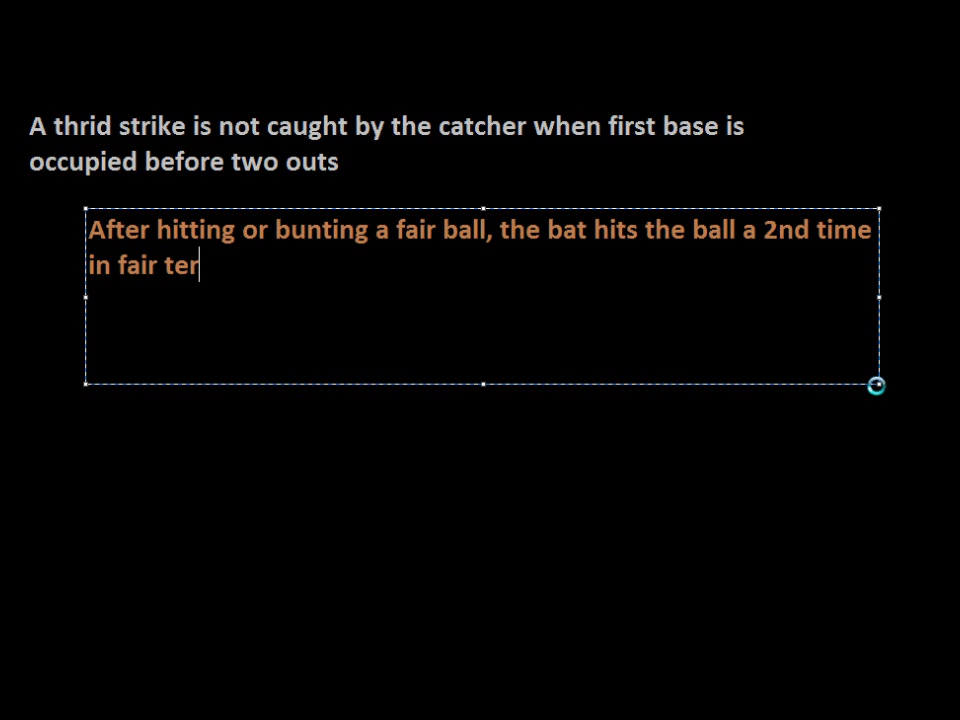 A thrid strike is not caught by the catcher when first base is
occupied before two outs
After hitting or bunting a fair ball, the bat hits the ball a 2nd time
in fair ter